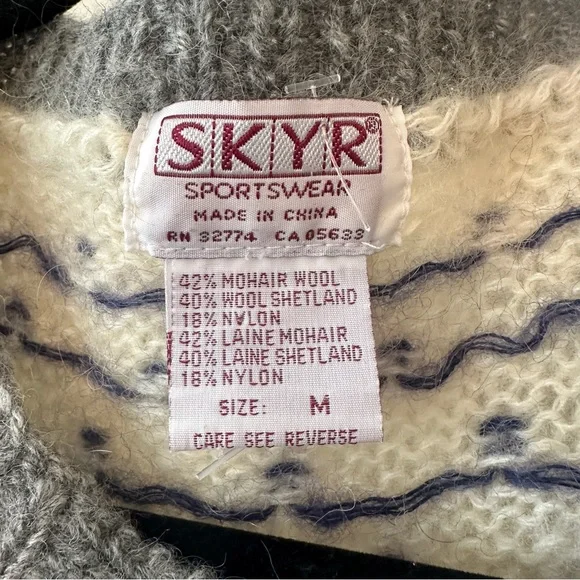 SKYR®
SPORTSWEAR
MADE IN CHINA
RN 32774 CA 05633
42% MOHAIR WOOL
40% WOOL SHETLAND
18% NYLON
42% LAINE MOHAIR
40% LAINE SHETLAND
18% NYLON
SIZE: M
CARE SEE REVERSE